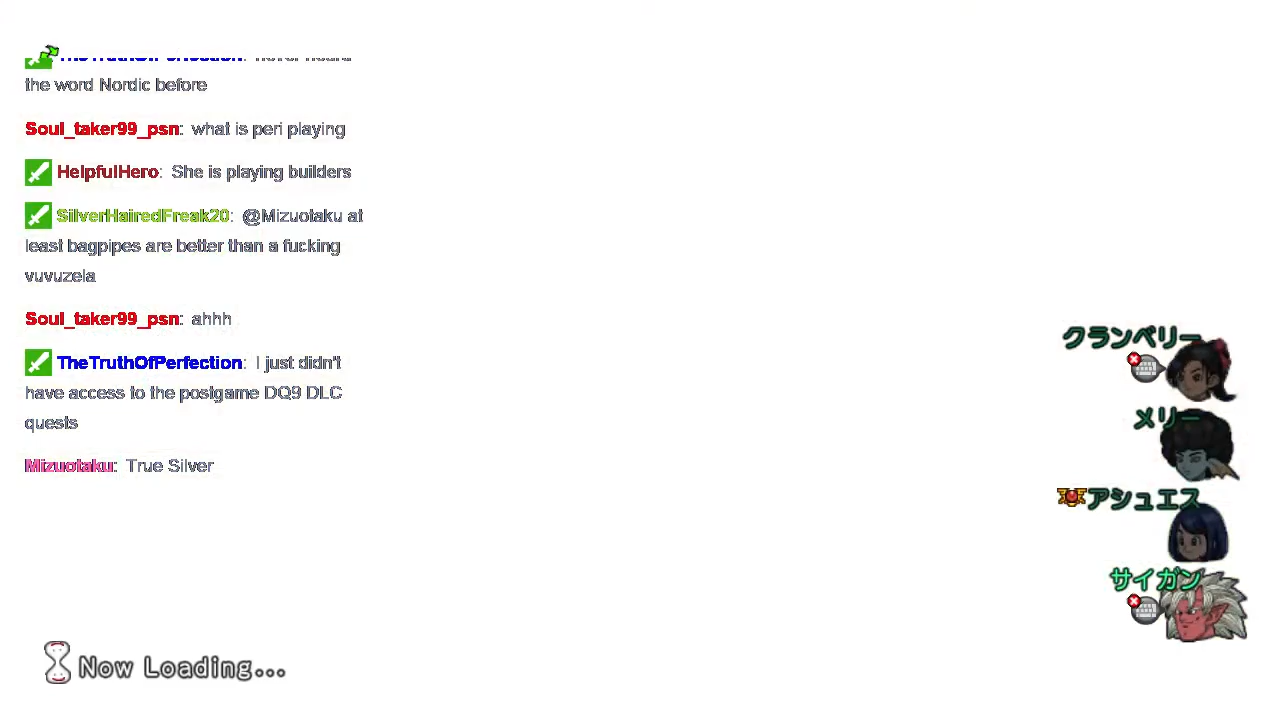 TheTruthOfPerfection: never heard
the word Nordic before
Soul_taker99_psn: what is peri playing
HelpfulHero: She is playing builders
SilverHairedFreak20: @Mizuotaku at
least bagpipes are better than a fucking
vuvuzela
Soul_taker99_psn: ahhh
TheTruthOfPerfection: I just didn't
have access to the postgame DQ9 DLC
quests
Mizuotaku: True Silver
クランベリー
メリー
アシュエス
サイガン
Now Loading...